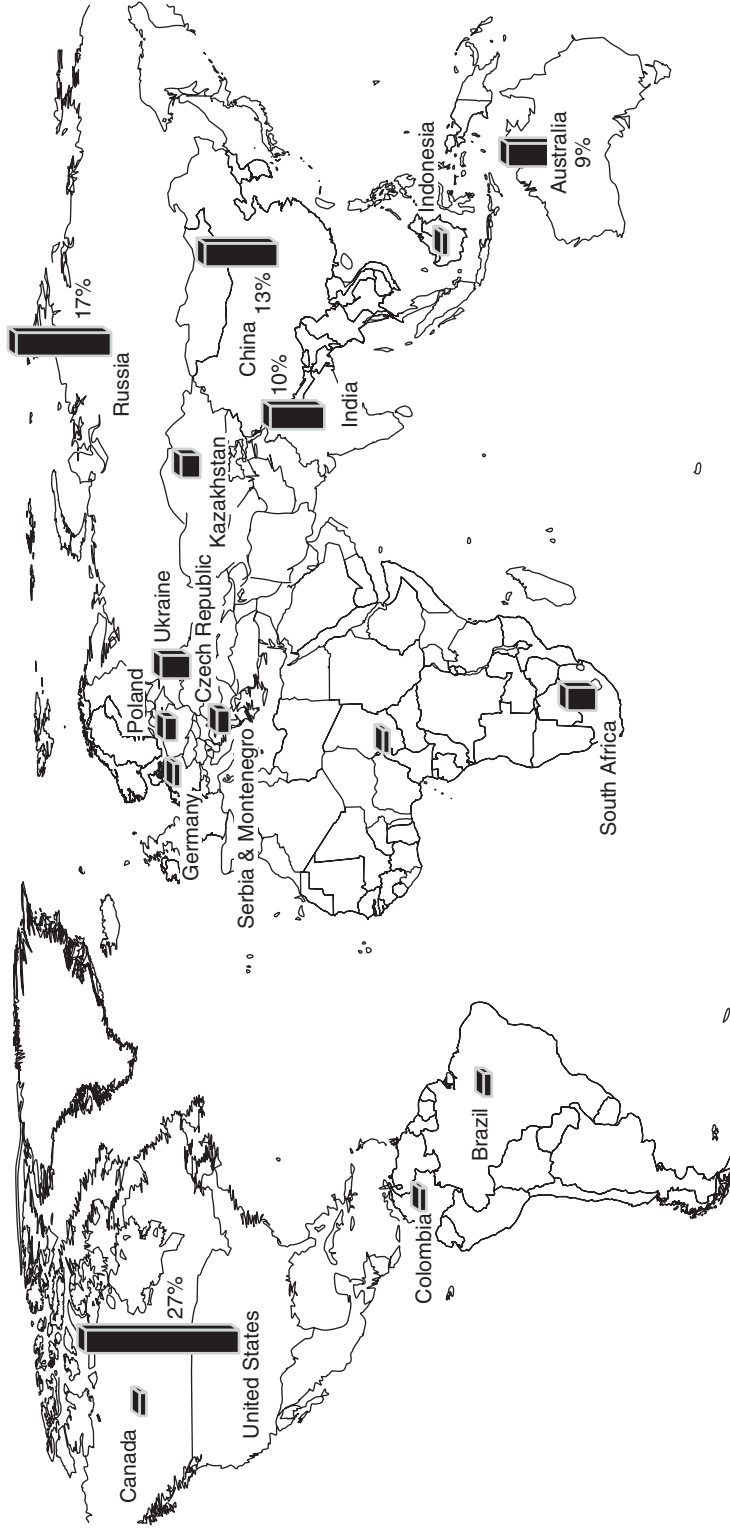 Canada
United States
27%
Colombia
Brazil
Germany
Poland
Ukraine
Czech Republic
Serbia & Montenegro
Kazakhstan
Russia
17%
China
13%
10%
India
Indonesia
Australia
9%
South Africa